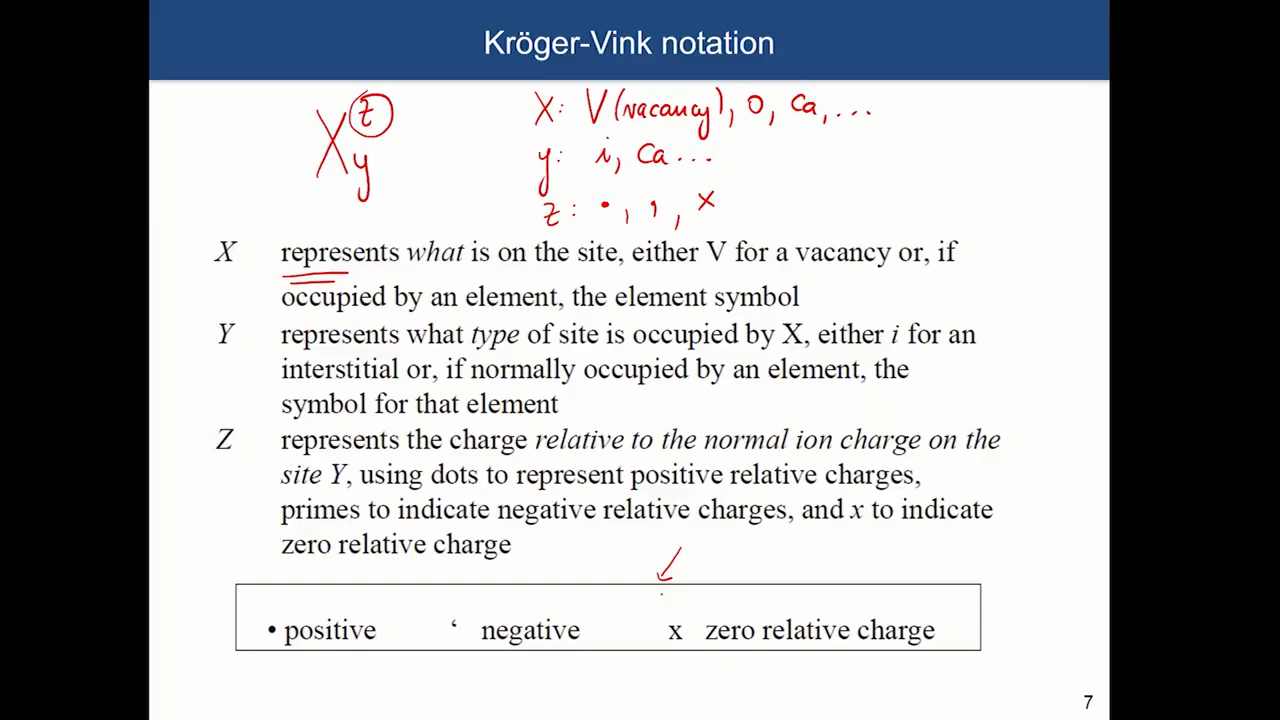 Kröger-Vink notation
X z y
X: V (vacancy), O, Ca, ...
y: i, Ca ...
z: •, ', x
X represents what is on the site, either V for a vacancy or, if
occupied by an element, the element symbol
Y represents what type of site is occupied by X, either i for an
interstitial or, if normally occupied by an element, the
symbol for that element
Z represents the charge relative to the normal ion charge on the
site Y, using dots to represent positive relative charges,
primes to indicate negative relative charges, and x to indicate
zero relative charge
• positive ‘ negative x zero relative charge
7